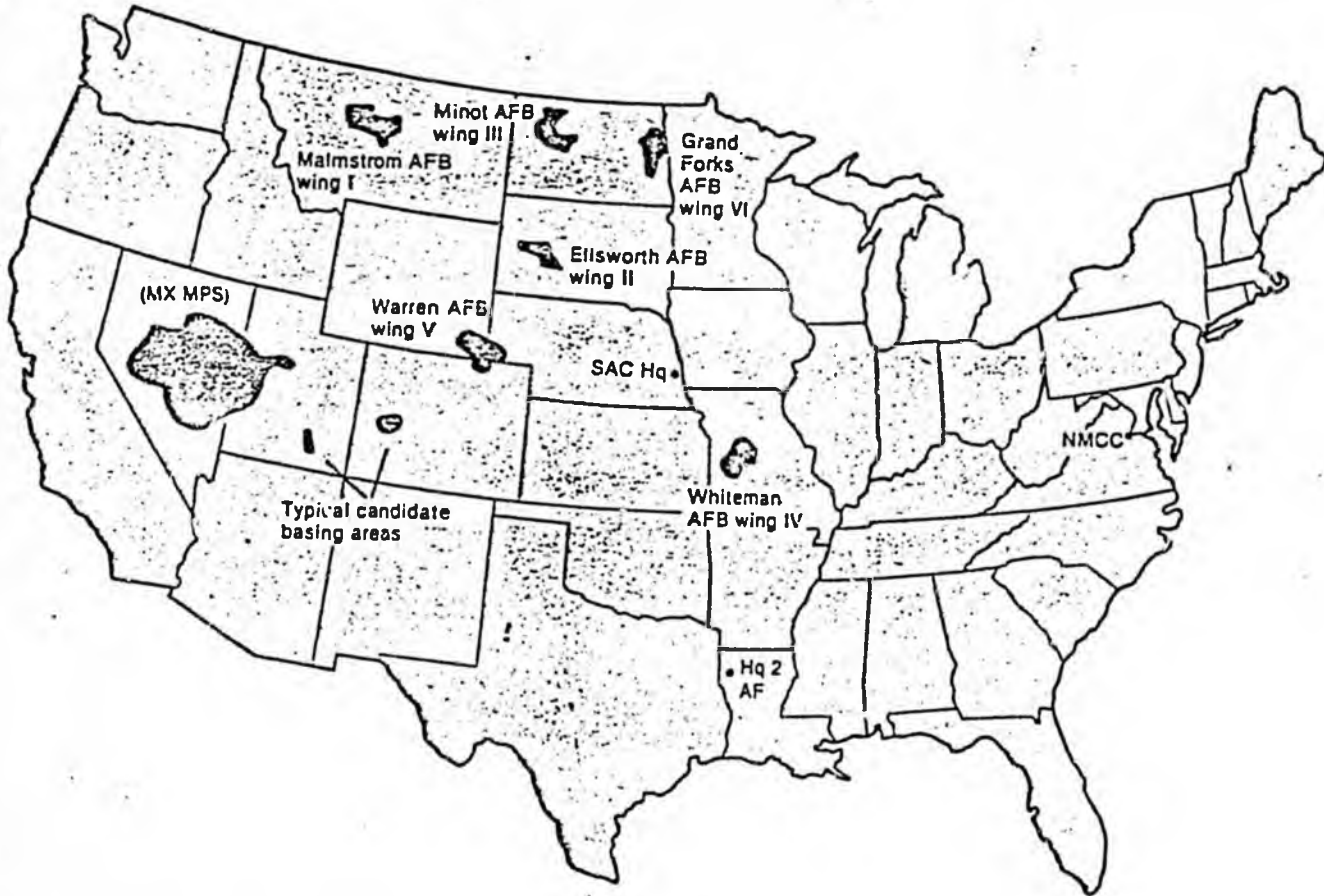 Minot AFB
wing III
Malmstrom AFB
wing I
Grand
Forks
AFB
wing VI
Ellsworth AFB
wing II
(MX MPS)
Warren AFB
wing V
SAC Hq
NMCC
Typical candidate
basing areas
Whiteman
AFB wing IV
Hq 2
AF